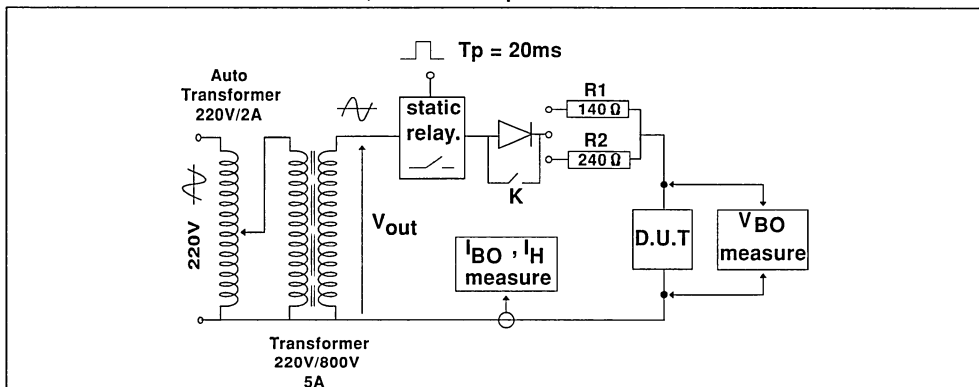 Tp = 20ms
Auto
Transformer
220V/2A
static
relay.
R1
140 Ω
R2
240 Ω
K
220V
Vout
IBO , IH
measure
D.U.T
VBO
measure
Transformer
220V/800V
5A